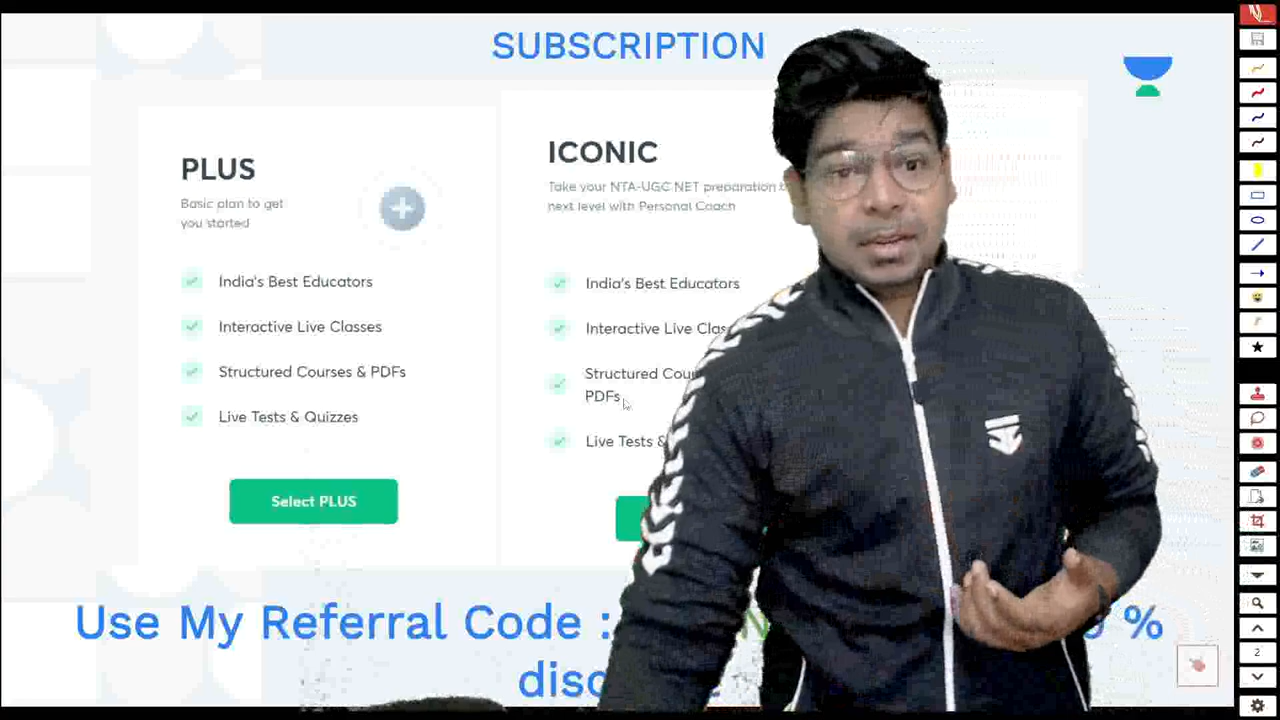 SUBSCRIPTION
PLUS
Basic plan to get
you started
India's Best Educators
Interactive Live Classes
Structured Courses & PDFs
Live Tests & Quizzes
Select PLUS
ICONIC
Take your NTA-UGC NET preparation
next level with Personal Coach
India's Best Educators
Interactive Live Clas
Structured Cou
PDFs
Live Tests &
Use My Referral Code : %
disc
2